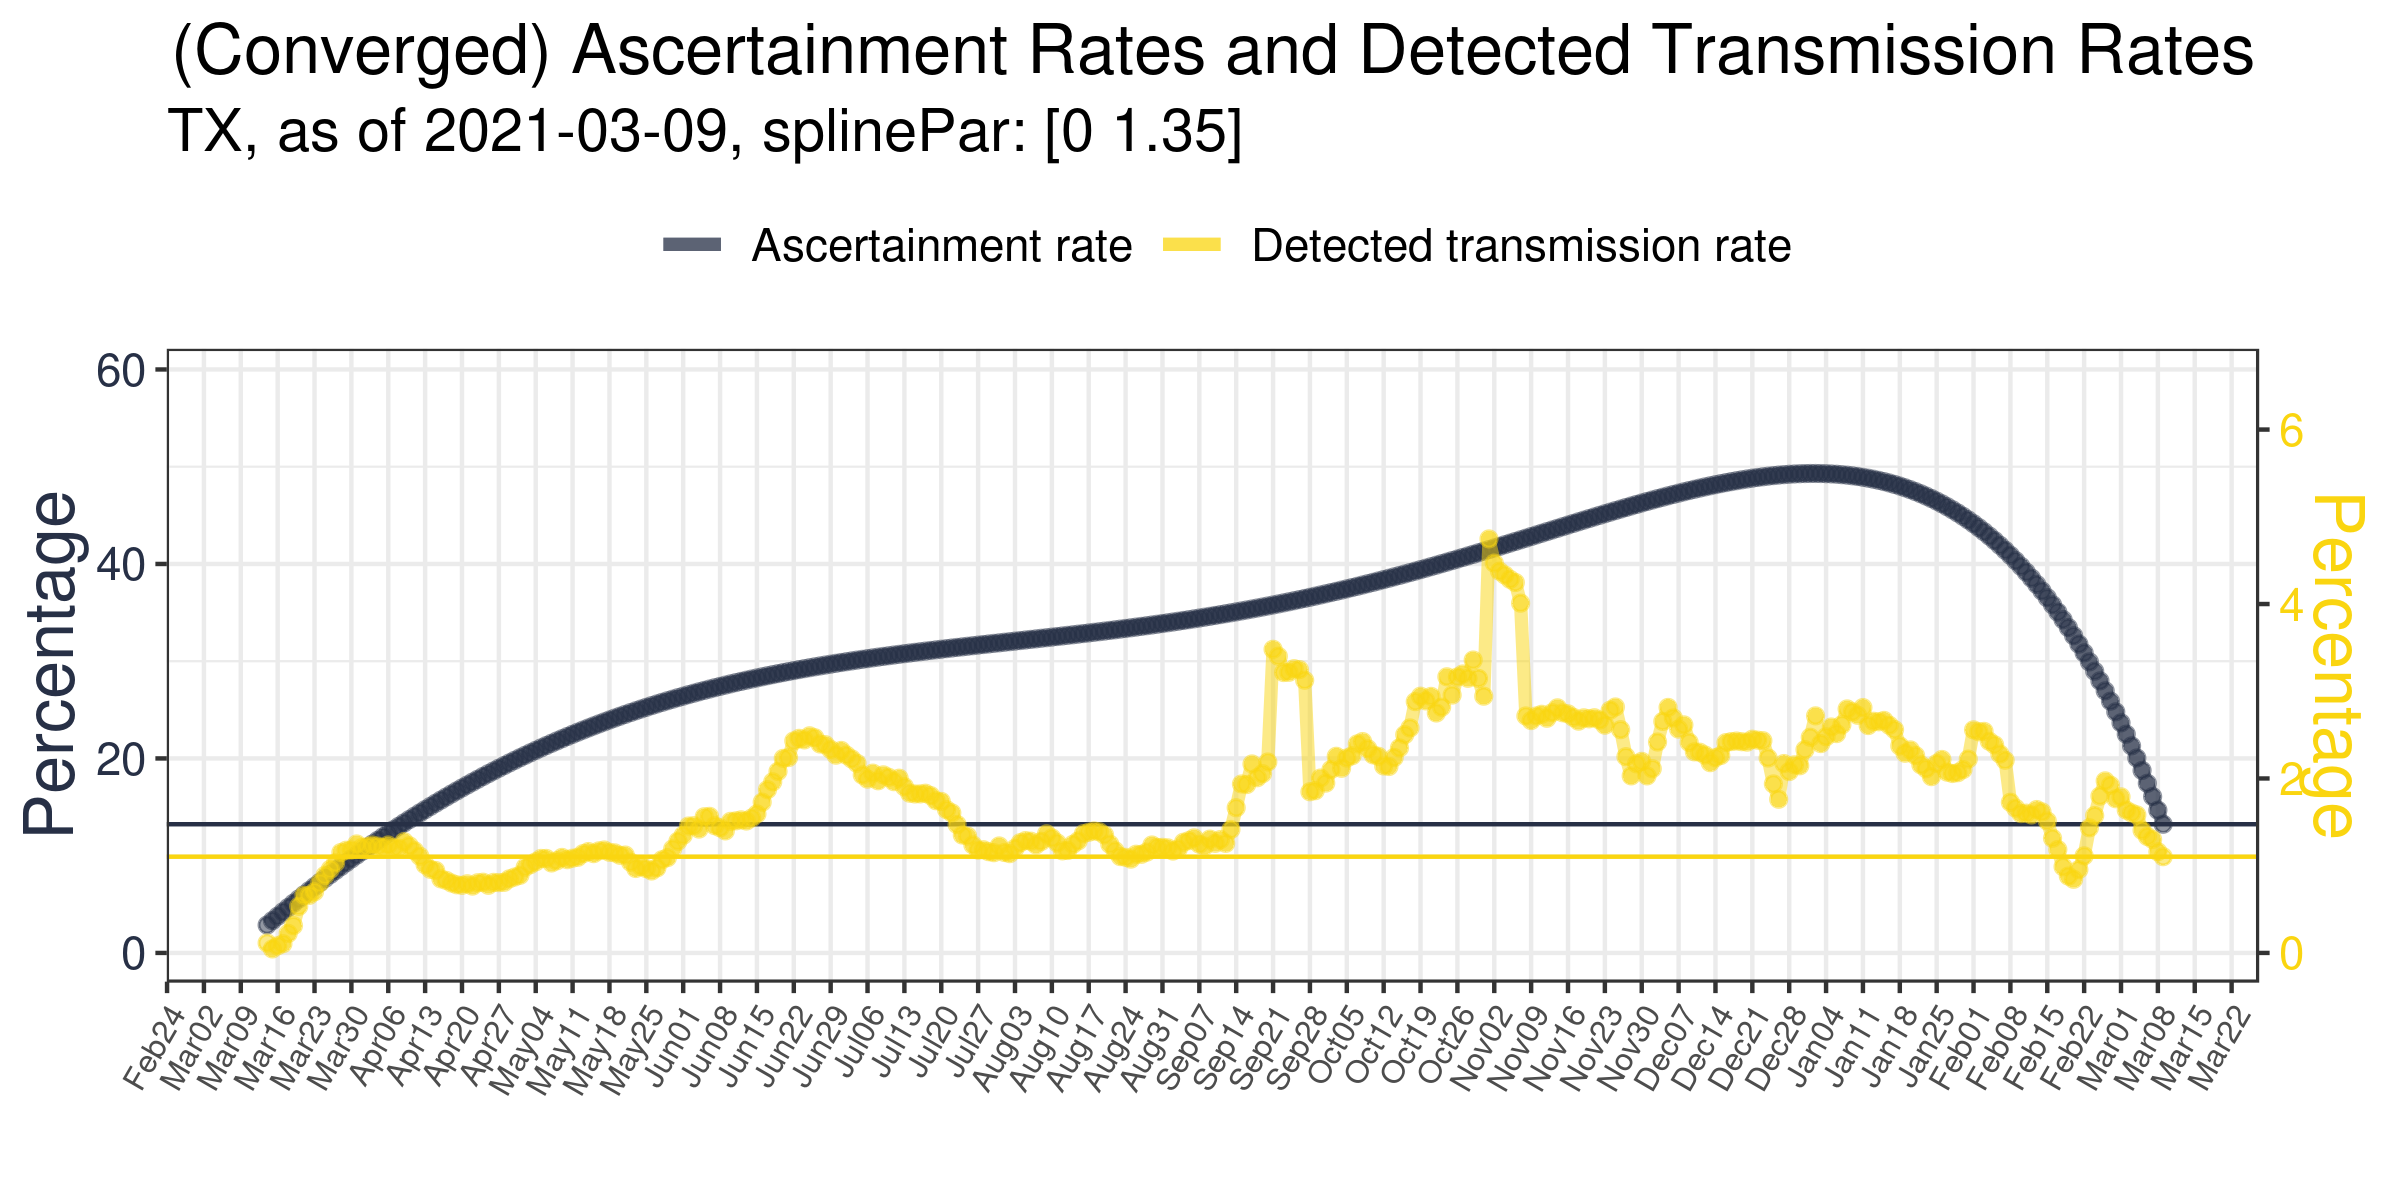 (Converged) Ascertainment Rates and Detected Transmission Rates
TX, as of 2021-03-09, splinePar: [0 1.35]
Ascertainment rate Detected transmission rate
Percentage
60
40
20
0
6
4
2
0
Percentage
Feb24 Mar02 Mar09 Mar16 Mar23 Mar30 Apr06 Apr13 Apr20 Apr27 May04 May11 May18 May25 Jun01 Jun08 Jun15 Jun22 Jun29 Jul06 Jul13 Jul20 Jul27 Aug03 Aug10 Aug17 Aug24 Aug31 Sep07 Sep14 Sep21 Sep28 Oct05 Oct12 Oct19 Oct26 Nov02 Nov09 Nov16 Nov23 Nov30 Dec07 Dec14 Dec21 Dec28 Jan04 Jan11 Jan18 Jan25 Feb01 Feb08 Feb15 Feb22 Mar01 Mar08 Mar15 Mar22